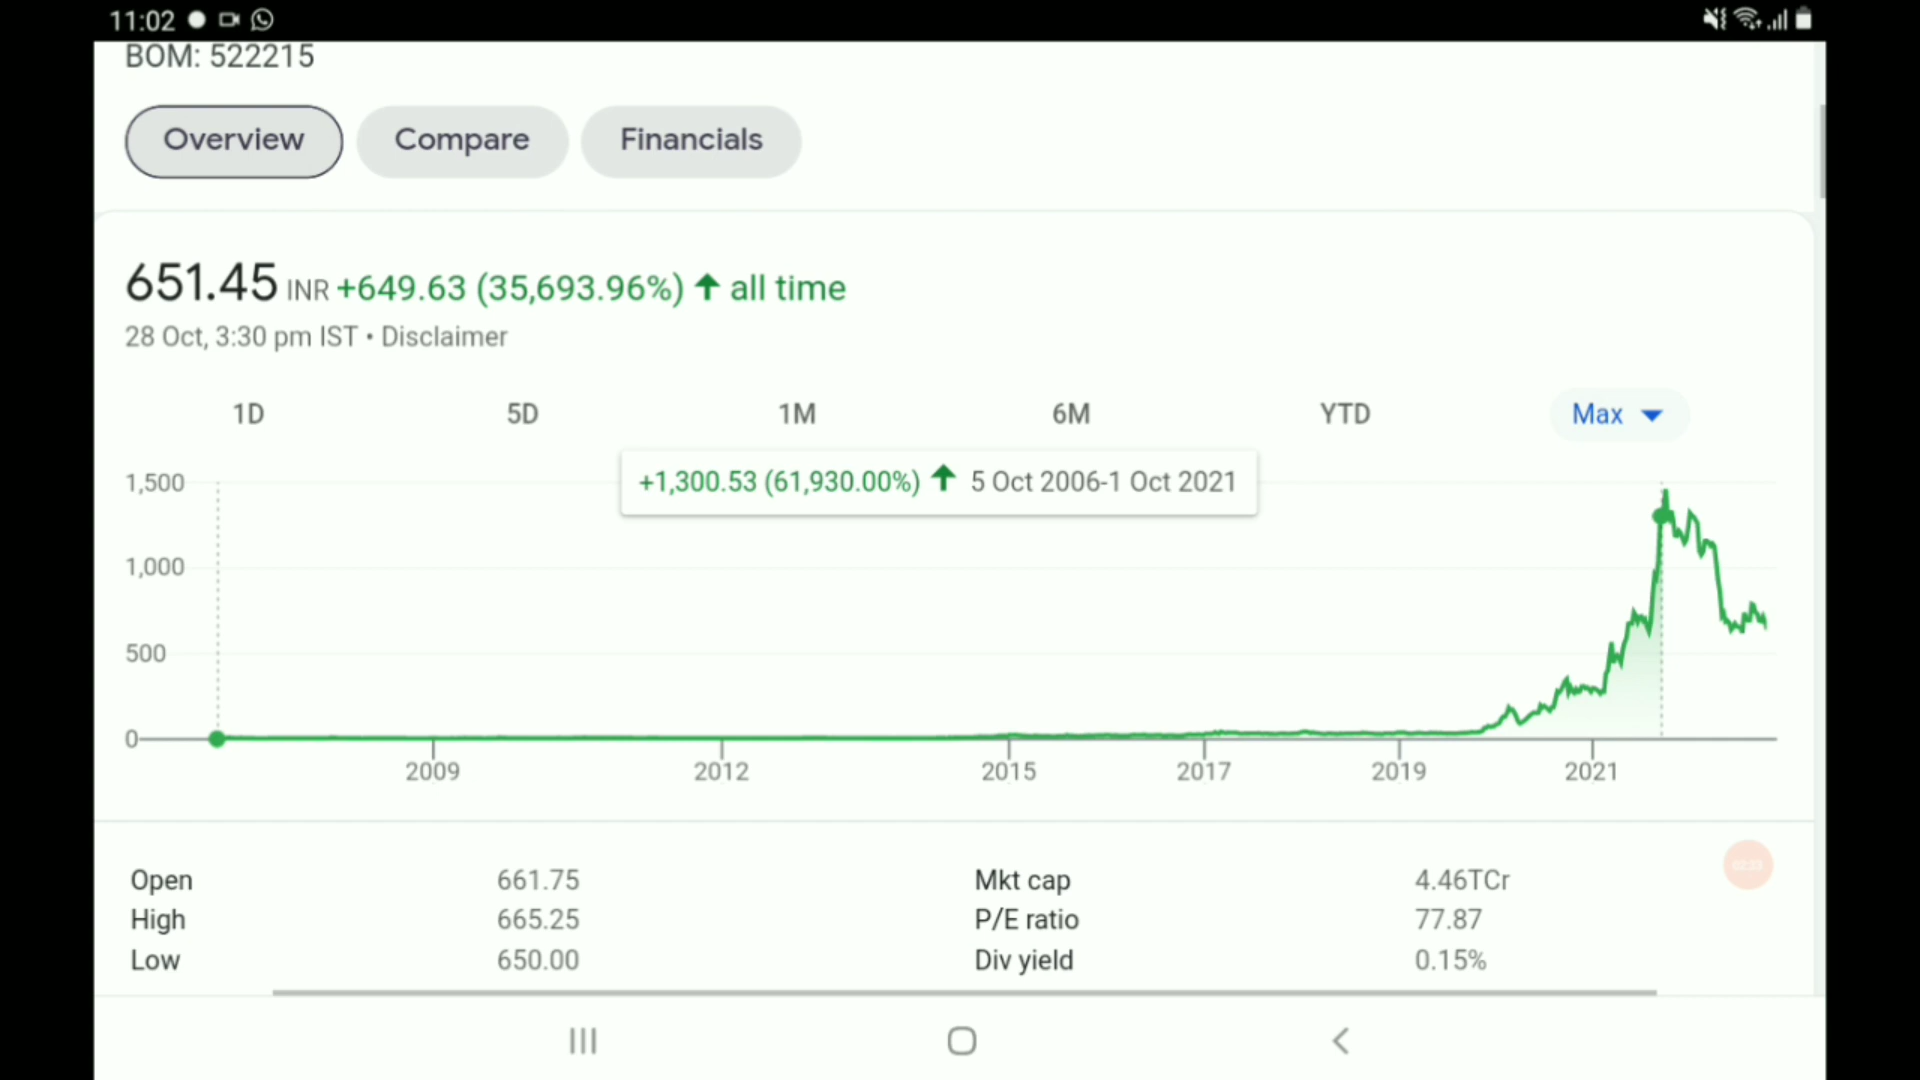 11:02
BOM: 522215
Overview Compare Financials
651.45 INR +649.63 (35,693.96%) ↑ all time
28 Oct, 3:30 pm IST • Disclaimer
1D 5D 1M 6M YTD Max
+1,300.53 (61,930.00%) ↑ 5 Oct 2006-1 Oct 2021
1,500
1,000
500
0
2009 2012 2015 2017 2019 2021
Open 661.75 Mkt cap 4.46TCr
High 665.25 P/E ratio 77.87
Low 650.00 Div yield 0.15%